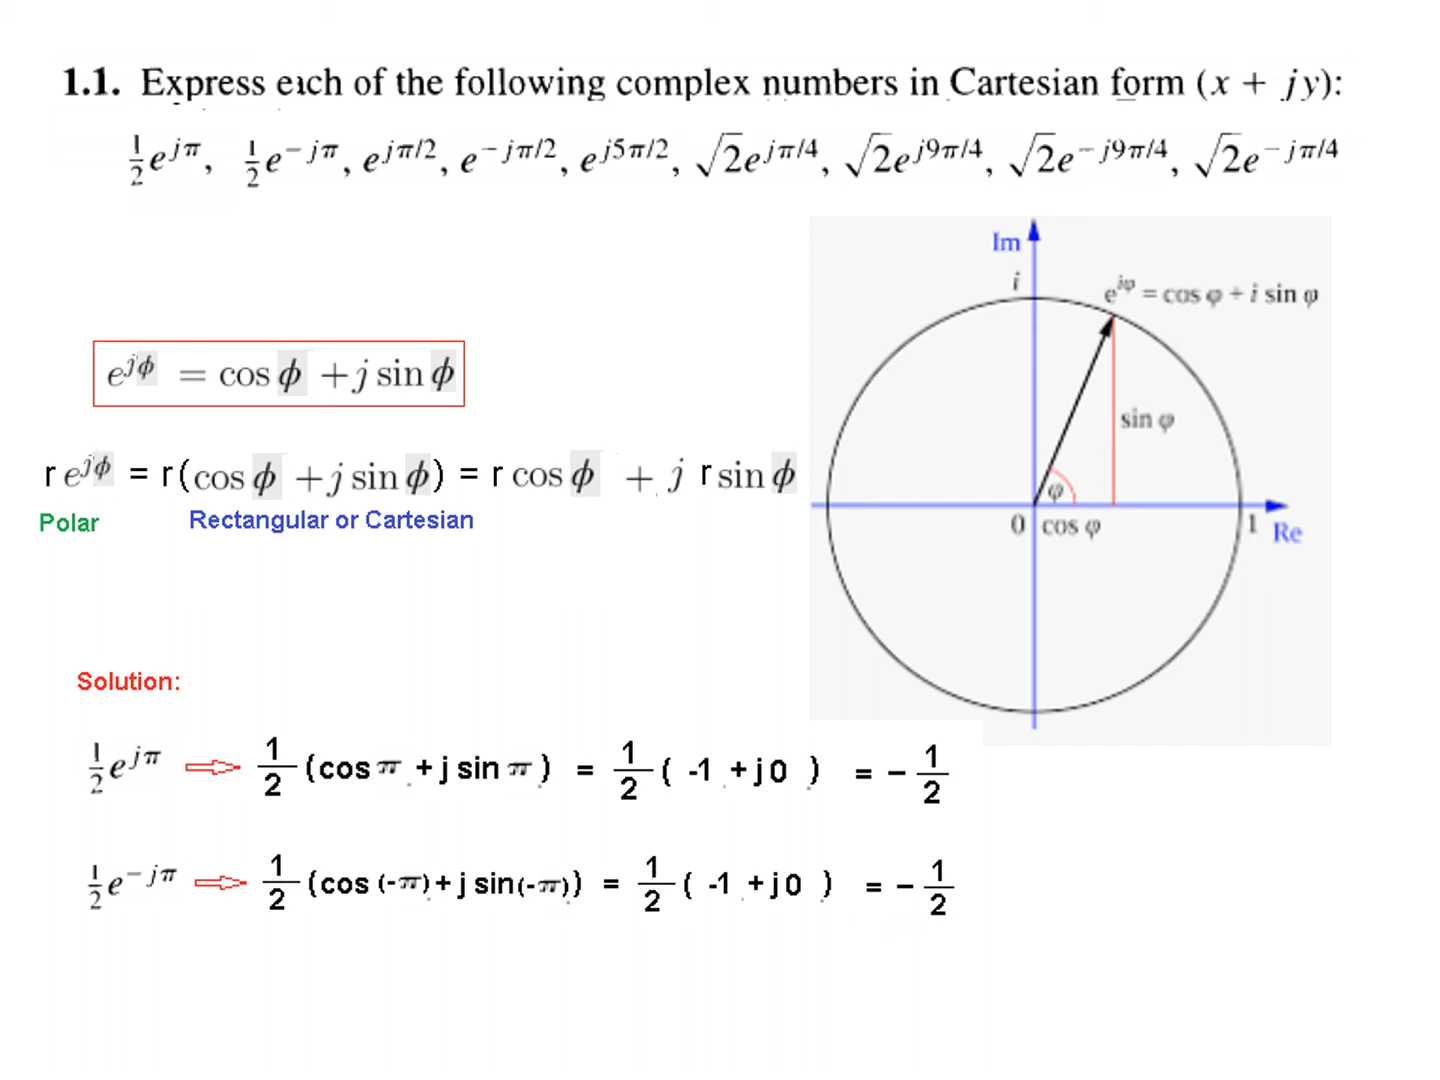 1.1. Express each of the following complex numbers in Cartesian form (x + jy):
½e^{jπ}, ½e^{-jπ}, e^{jπ/2}, e^{-jπ/2}, e^{j5π/2}, √2e^{jπ/4}, √2e^{j9π/4}, √2e^{-j9π/4}, √2e^{-jπ/4}
Im
i
e^{iφ} = cos φ + i sin φ
e^{jϕ} = cos ϕ + j sin ϕ
sin φ
r e^{jϕ} = r(cos ϕ + j sin ϕ) = r cos ϕ + j r sin ϕ
φ
Polar
Rectangular or Cartesian
0 cos φ
1 Re
Solution:
½e^{jπ} ⇨ 1/2 (cos π + j sin π) = 1/2 ( -1 + j0 ) = - 1/2
½e^{-jπ} ⇨ 1/2 (cos (-π) + j sin(-π)) = 1/2 ( -1 + j0 ) = - 1/2